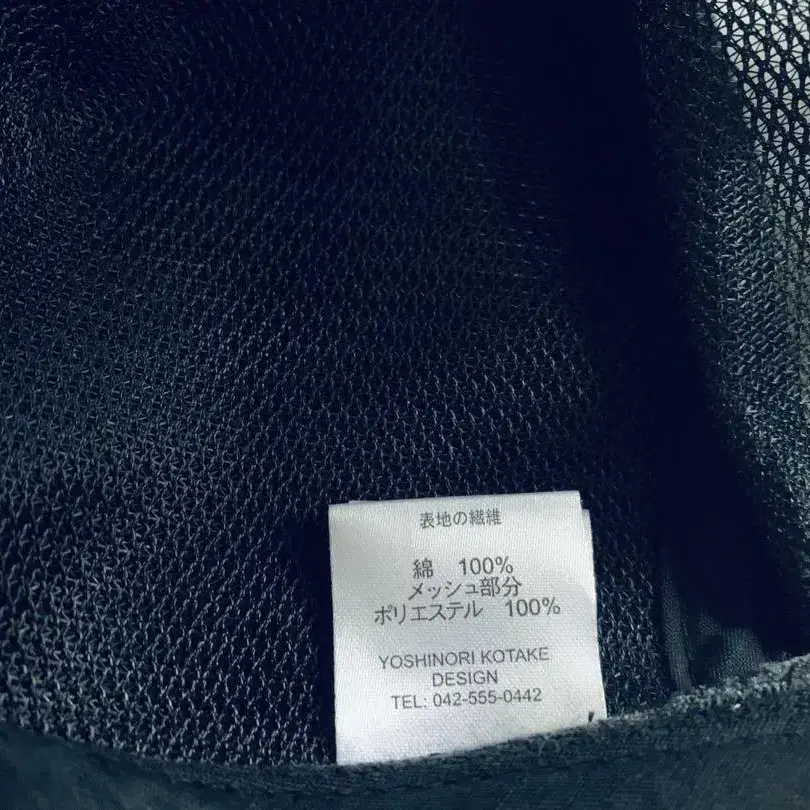 表地の繊維
綿 100%
メッシュ部分
ポリエステル 100%
YOSHINORI KOTAKE
DESIGN
TEL: 042-555-0442